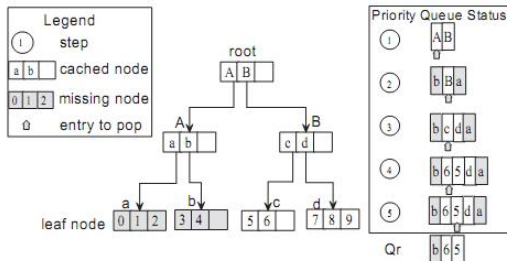 Legend
1 step
a b cached node
0 1 2 missing node
entry to pop
root
A B
A
B
a b
c d
a
b
c
d
leaf node
0 1 2
3 4
5 6
7 8 9
Priority Queue Status
1 A B
2 b B a
3 b c d a
4 b 6 5 d a
5 b 6 5 d a
Qr b 6 5